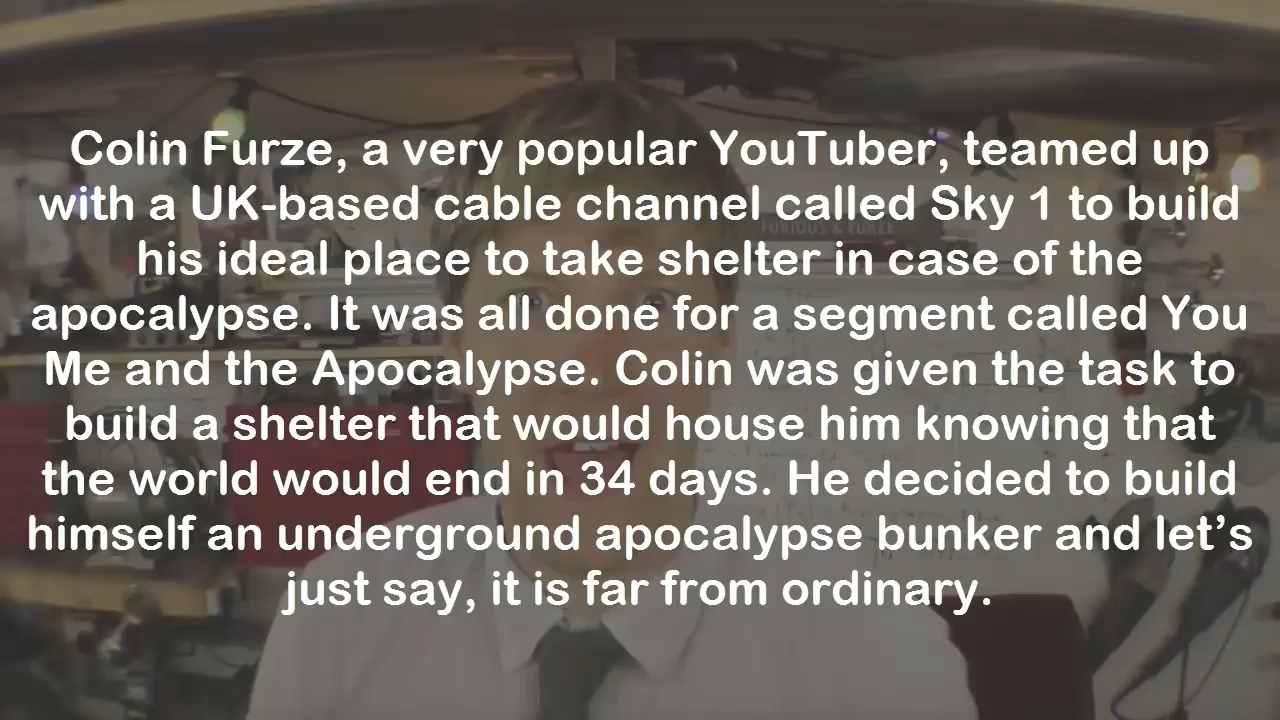 Colin Furze, a very popular YouTuber, teamed up
with a UK-based cable channel called Sky 1 to build
his ideal place to take shelter in case of the
apocalypse. It was all done for a segment called You
Me and the Apocalypse. Colin was given the task to
build a shelter that would house him knowing that
the world would end in 34 days. He decided to build
himself an underground apocalypse bunker and let’s
just say, it is far from ordinary.
FURIOUS & FURZE